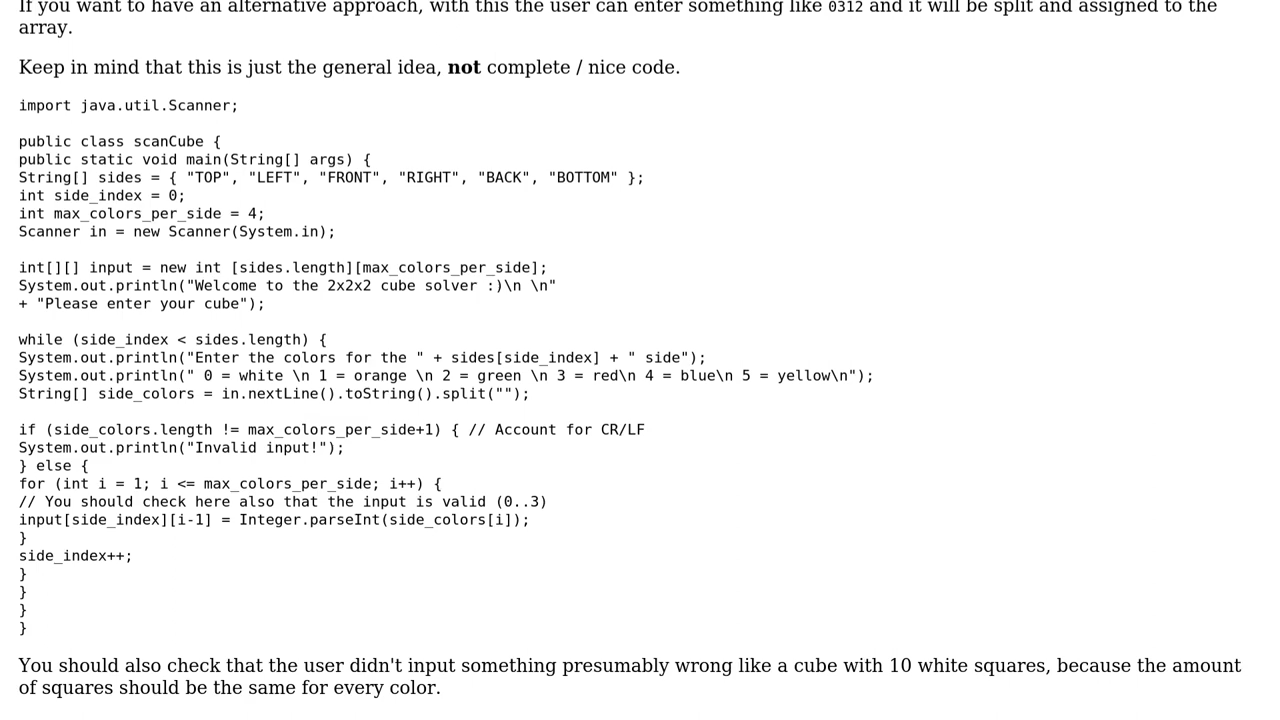 If you want to have an alternative approach, with this the user can enter something like 0312 and it will be split and assigned to the
array.
Keep in mind that this is just the general idea, not complete / nice code.
import java.util.Scanner;
public class scanCube {
public static void main(String[] args) {
String[] sides = { "TOP", "LEFT", "FRONT", "RIGHT", "BACK", "BOTTOM" };
int side_index = 0;
int max_colors_per_side = 4;
Scanner in = new Scanner(System.in);
int[][] input = new int [sides.length][max_colors_per_side];
System.out.println("Welcome to the 2x2x2 cube solver :)\n \n"
+ "Please enter your cube");
while (side_index < sides.length) {
System.out.println("Enter the colors for the " + sides[side_index] + " side");
System.out.println(" 0 = white \n 1 = orange \n 2 = green \n 3 = red\n 4 = blue\n 5 = yellow\n");
String[] side_colors = in.nextLine().toString().split("");
if (side_colors.length != max_colors_per_side+1) { // Account for CR/LF
System.out.println("Invalid input!");
} else {
for (int i = 1; i <= max_colors_per_side; i++) {
// You should check here also that the input is valid (0..3)
input[side_index][i-1] = Integer.parseInt(side_colors[i]);
}
side_index++;
}
}
}
}
You should also check that the user didn't input something presumably wrong like a cube with 10 white squares, because the amount
of squares should be the same for every color.